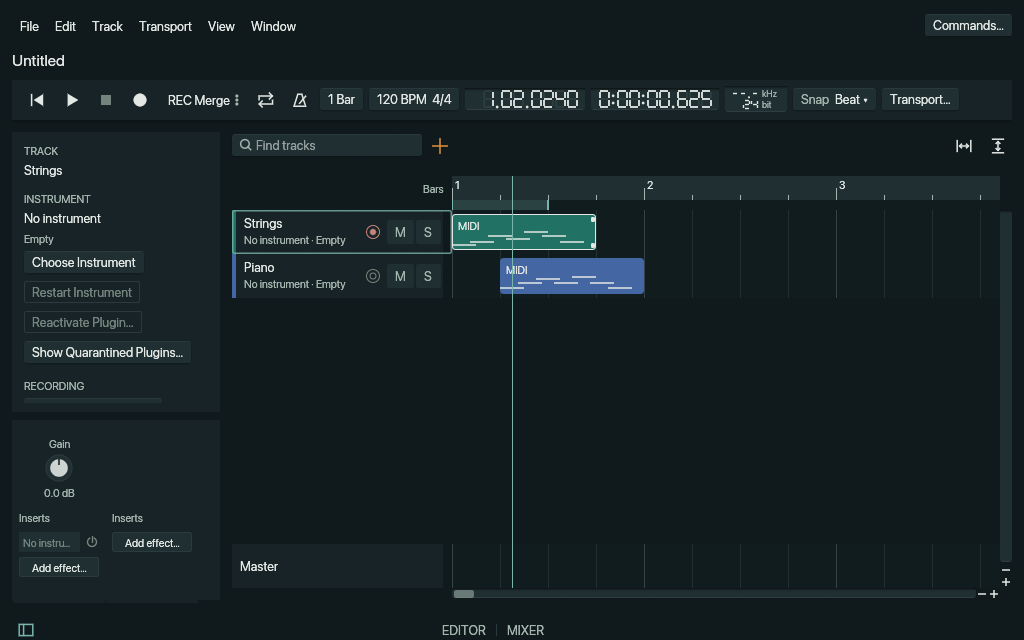 File Edit Track Transport View Window
Commands...
Untitled
REC Merge
1 Bar
120 BPM 4/4
1.02.0240
0:00:00.625
--.- kHz
-.-
bit
Snap Beat
Transport...
TRACK
Strings
INSTRUMENT
No instrument
Empty
Choose Instrument
Restart Instrument
Reactivate Plugin...
Show Quarantined Plugins...
RECORDING
Gain
0.0 dB
Inserts
Inserts
No instru...
Add effect...
Add effect...
Find tracks
Bars
1
2
3
Strings
No instrument · Empty
M S
MIDI
Piano
No instrument · Empty
M S
MIDI
Master
EDITOR
MIXER